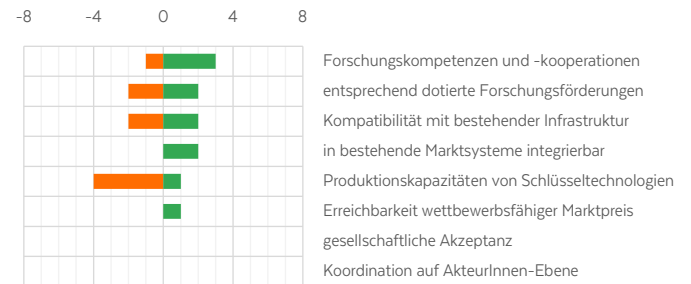 -8 -4 0 4 8
Forschungskompetenzen und -kooperationen
entsprechend dotierte Forschungsförderungen
Kompatibilität mit bestehender Infrastruktur
in bestehende Marktsysteme integrierbar
Produktionskapazitäten von Schlüsseltechnologien
Erreichbarkeit wettbewerbsfähiger Marktpreis
gesellschaftliche Akzeptanz
Koordination auf AkteurInnen-Ebene